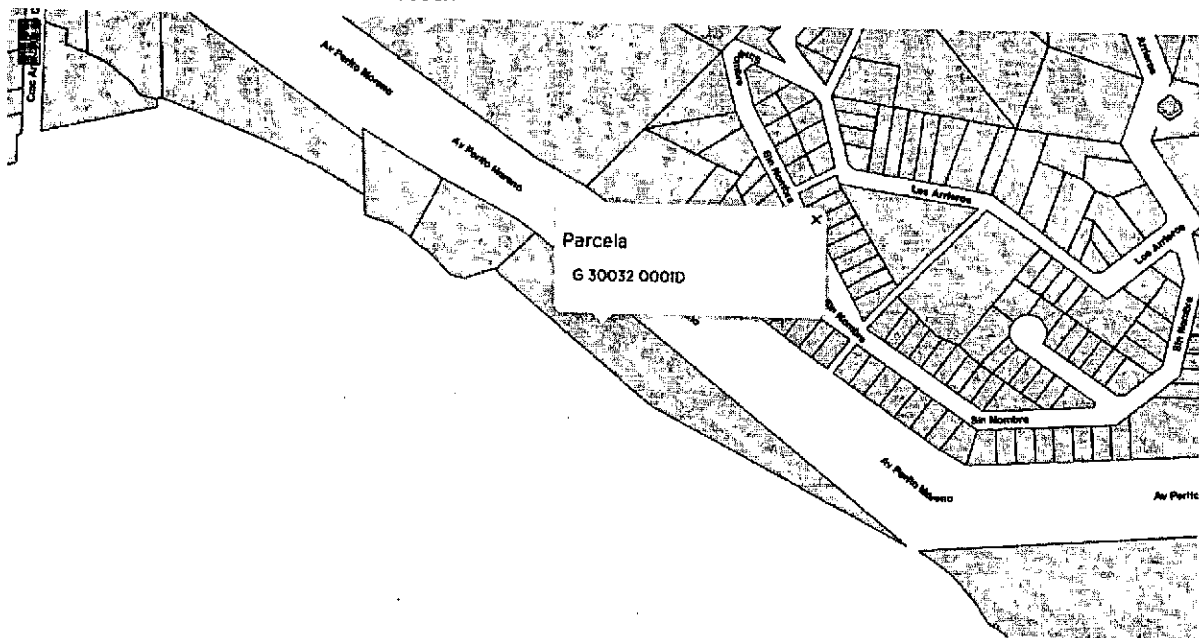 Av Perito Moreno
Av Perito Moreno
Sin Nombre
Los Arrieros
Los Arrieros
Parcela
G 30032 0001D
Sin Nombre
Sin Nombre
Sin Nombre
Av Perito Moreno
Av Perito